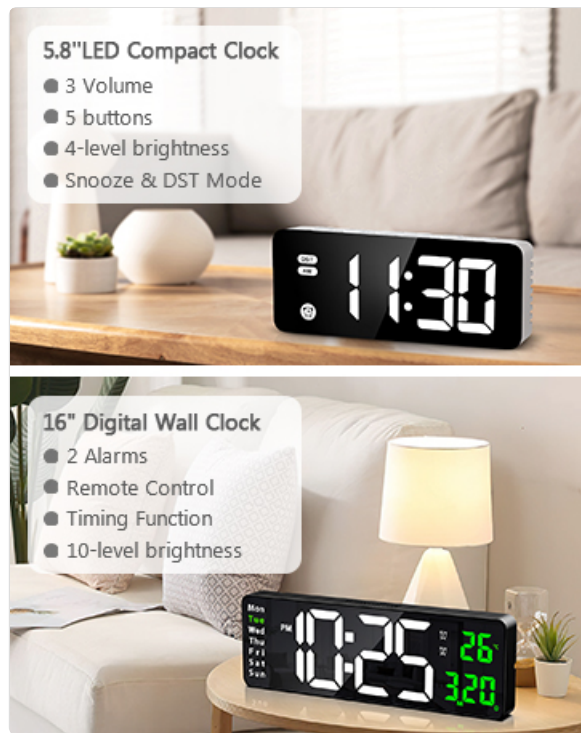 5.8"LED Compact Clock
3 Volume
5 buttons
4-level brightness
Snooze & DST Mode
DST
AM
11:30
16" Digital Wall Clock
2 Alarms
Remote Control
Timing Function
10-level brightness
Mon
Tue
Wed
Thu
Fri
Sat
Sun
PM
10:25
26
3 20